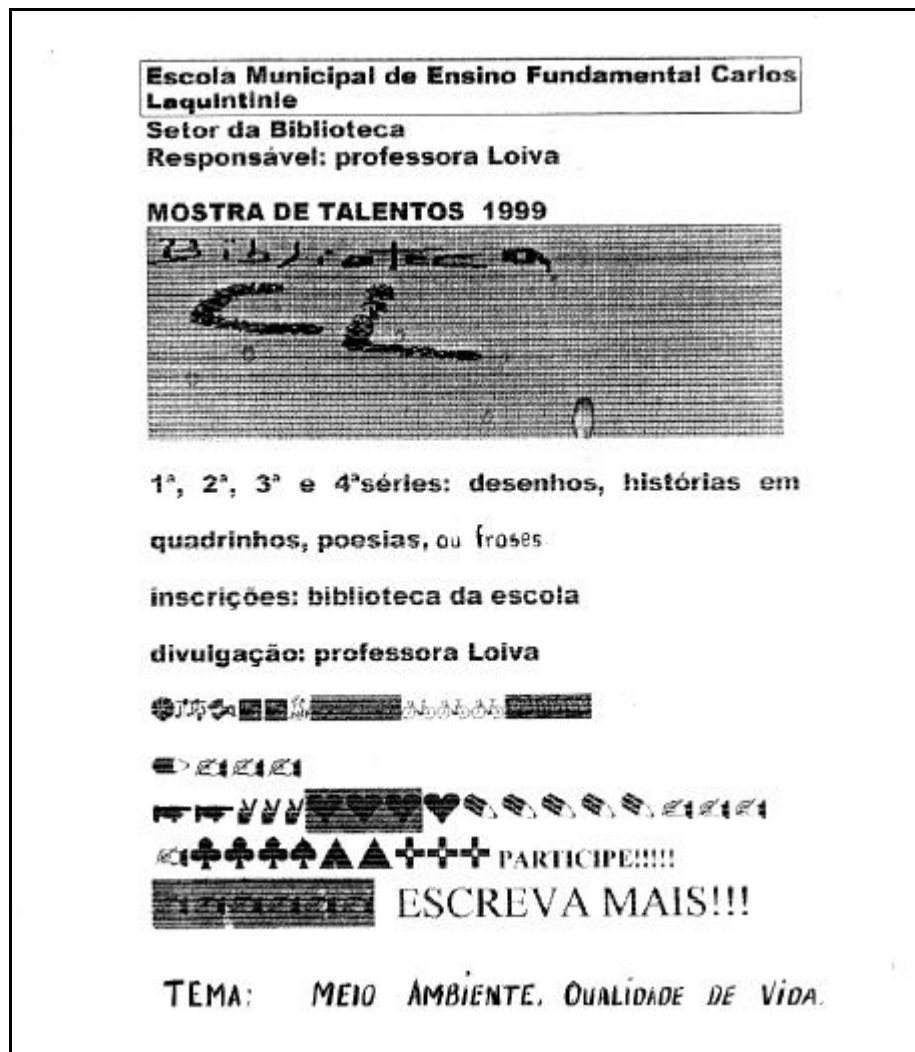 Escola Municipal de Ensino Fundamental Carlos
Laquintinie
Setor da Biblioteca
Responsável: professora Loiva
MOSTRA DE TALENTOS 1999
Biblioteca
CL
1ª, 2ª, 3ª e 4ªséries: desenhos, histórias em
quadrinhos, poesias, ou frases
inscrições: biblioteca da escola
divulgação: professora Loiva
PARTICIPE!!!!!
ESCREVA MAIS!!!
TEMA: MEIO AMBIENTE. QUALIDADE DE VIDA.